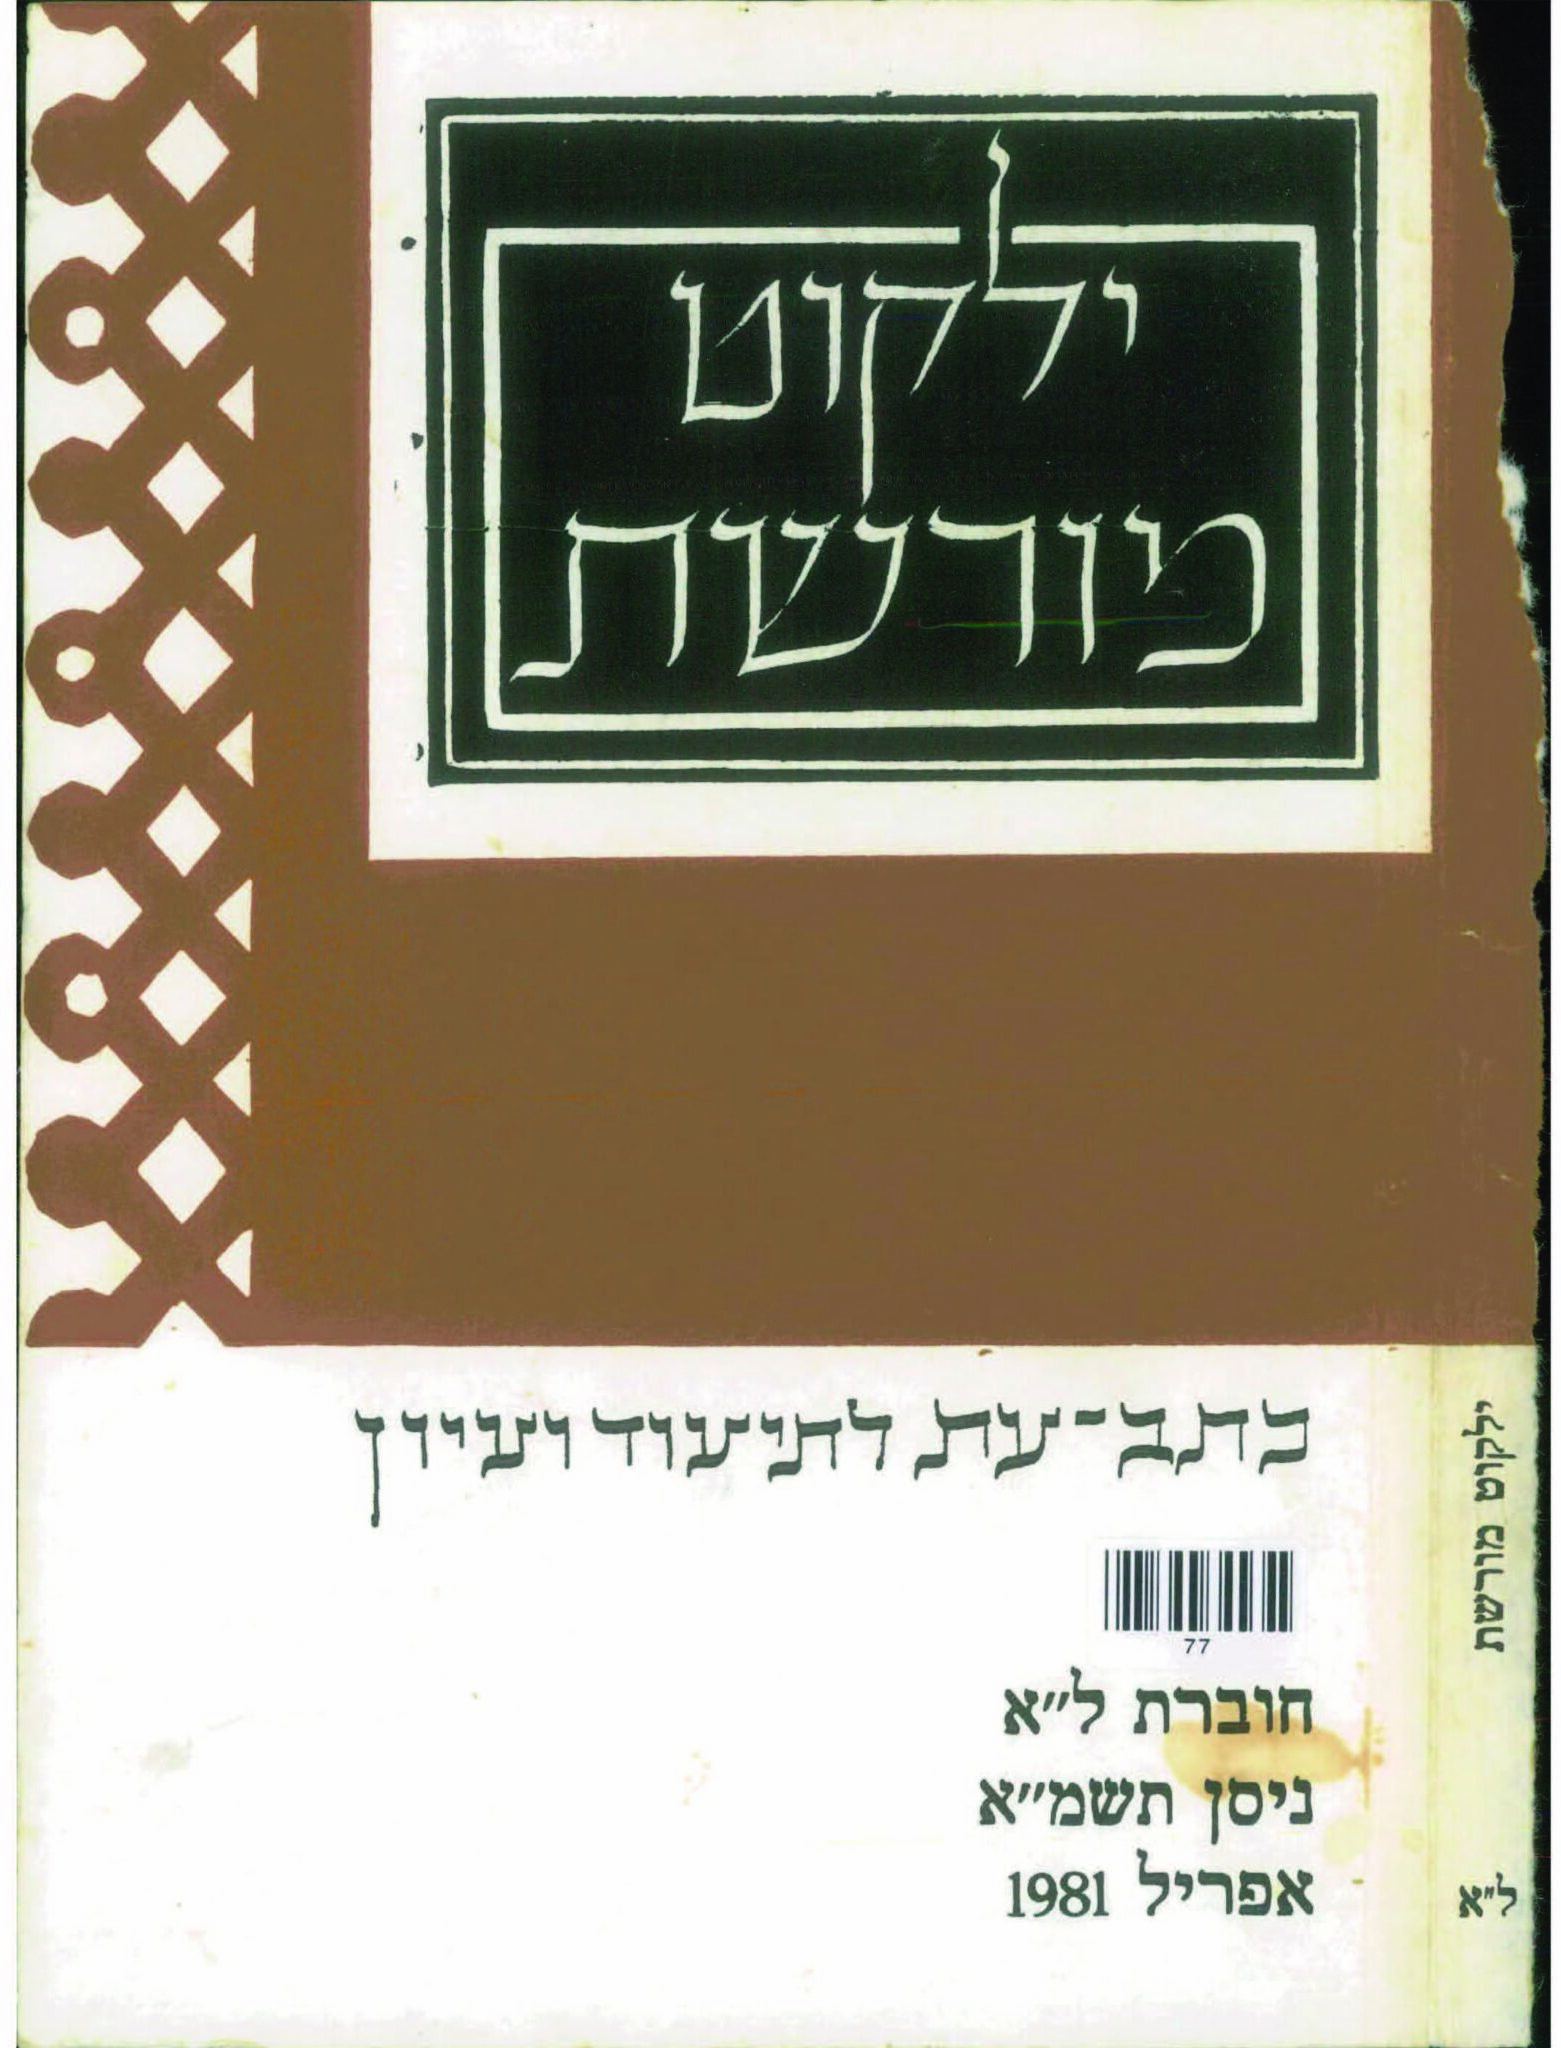 ילקוט
מורשת
כתב-עת לתיעוד ועיון
77
חוברת ל"א
ניסן תשמ"א
אפריל 1981
ילקוט מורשת
ל"א